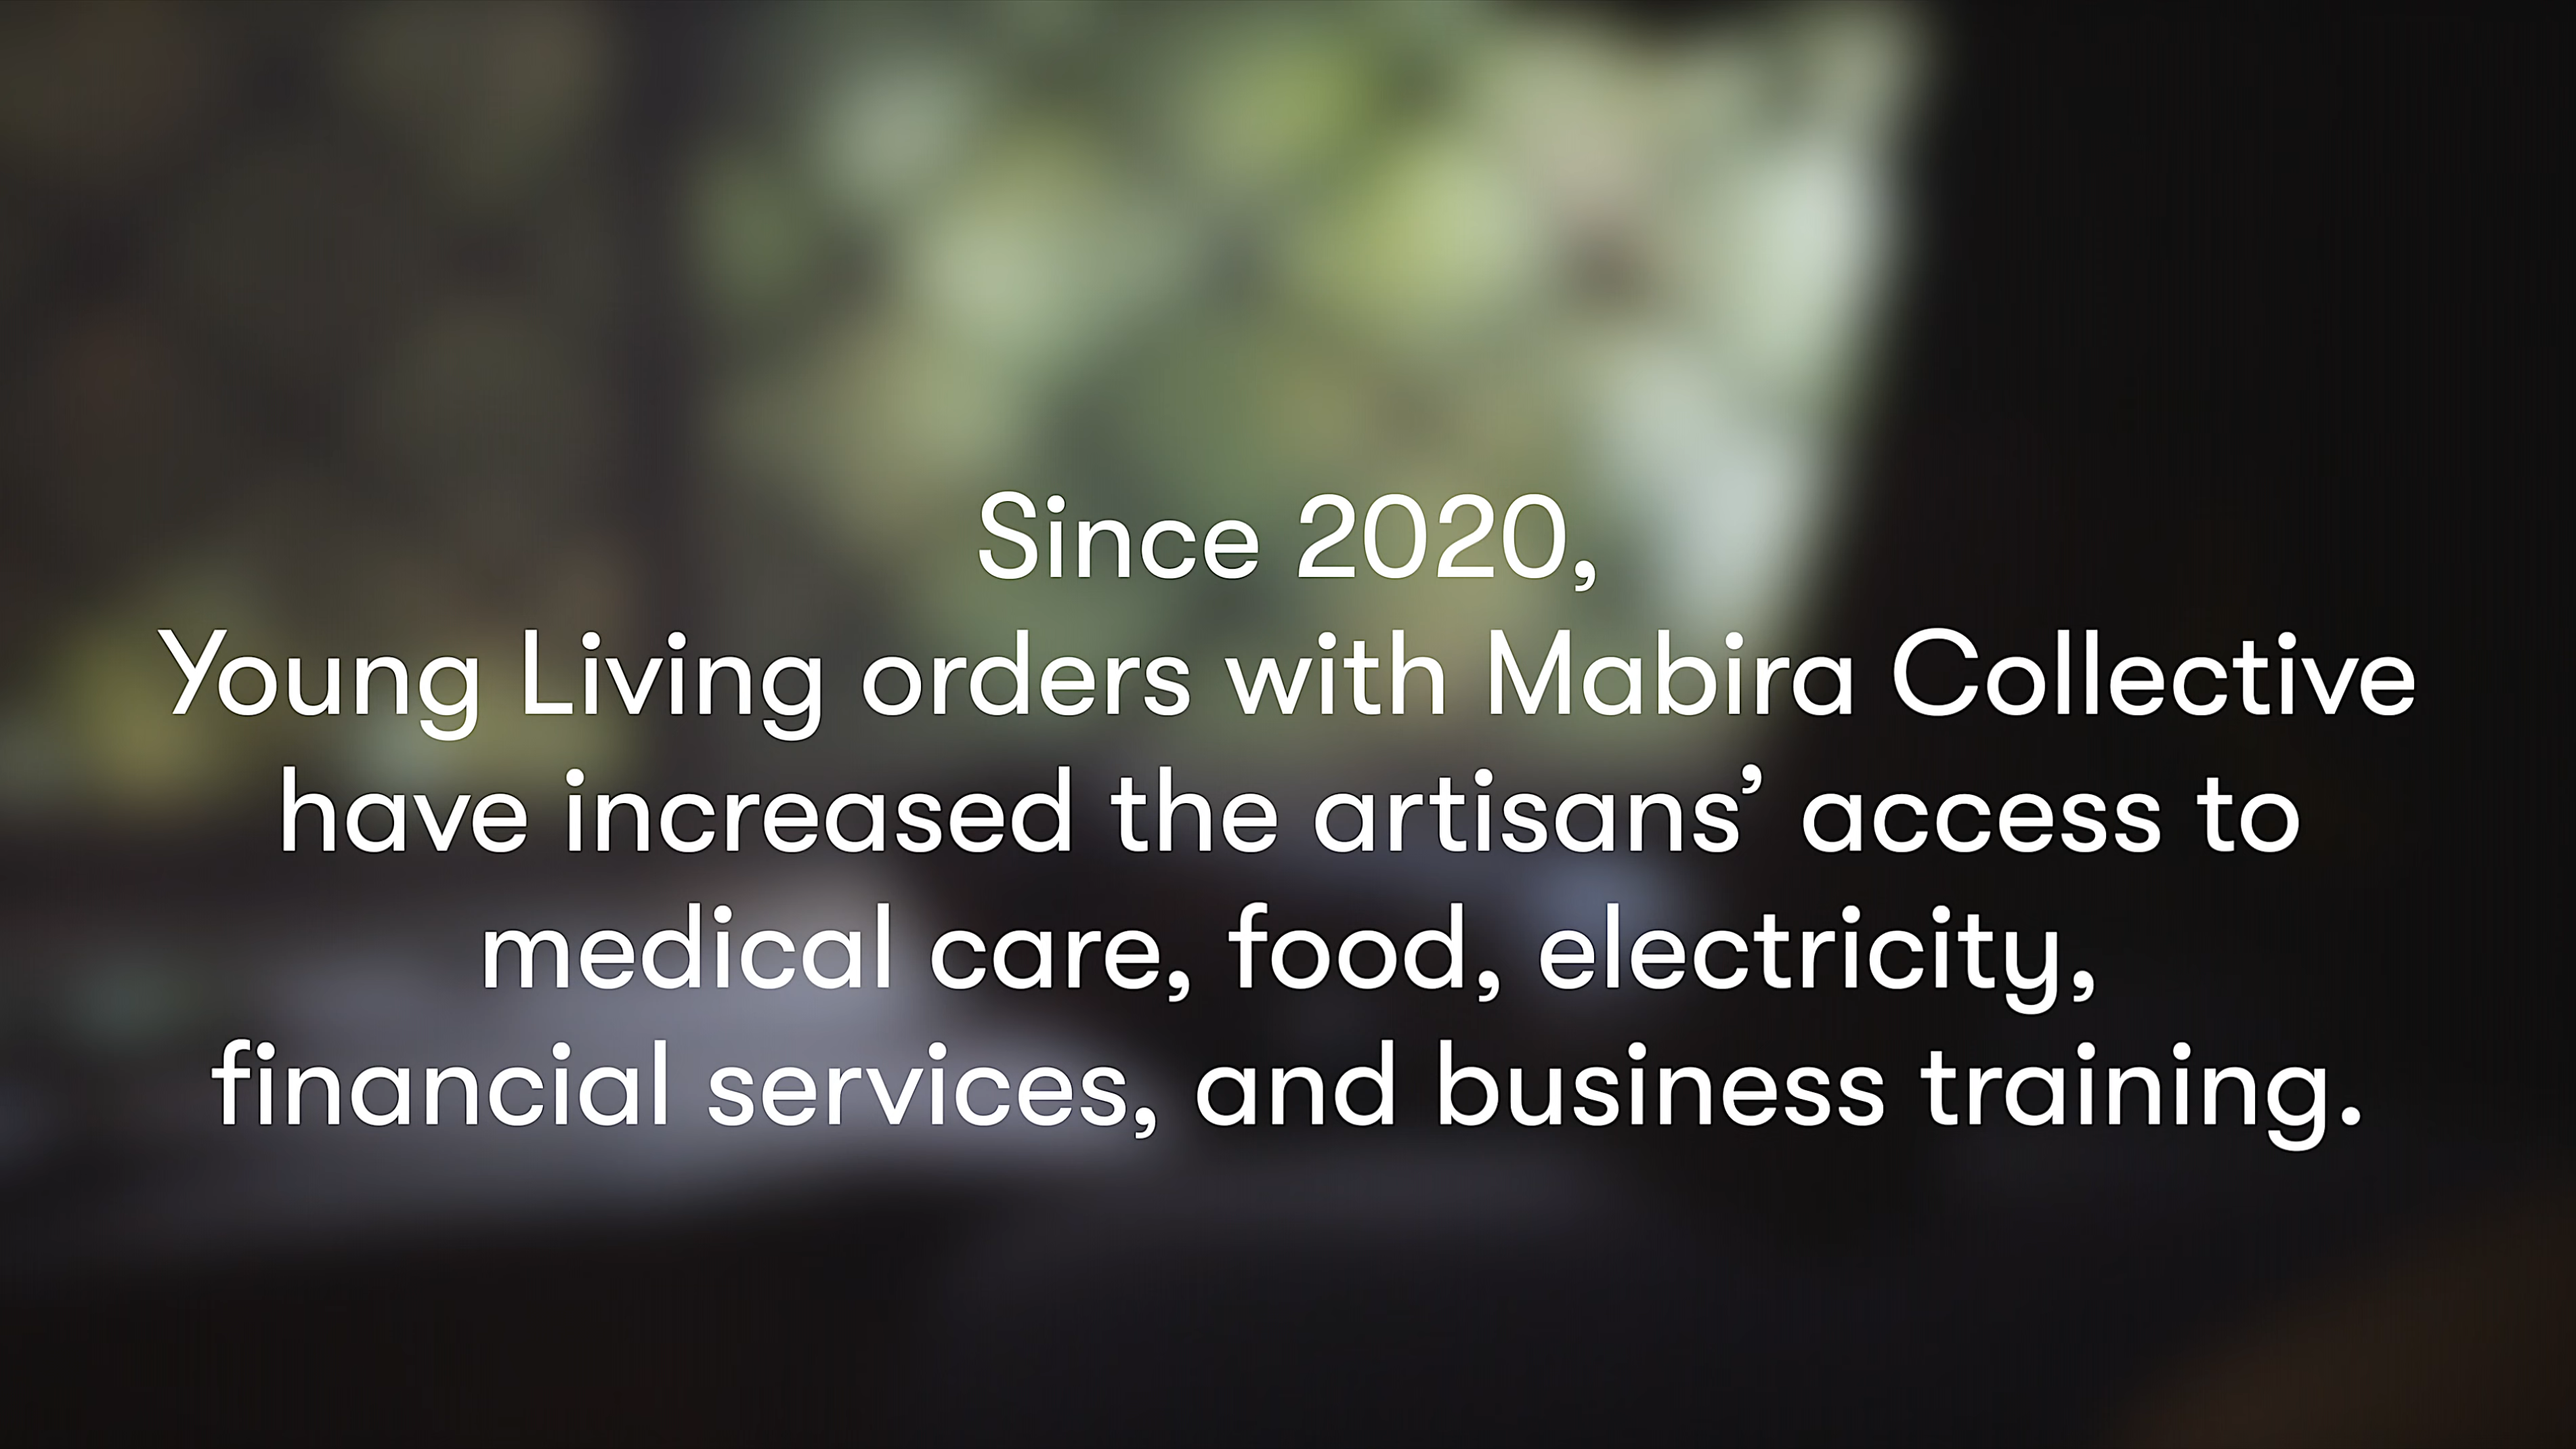 Since 2020,
Young Living orders with Mabira Collective
have increased the artisans’ access to
medical care, food, electricity,
financial services, and business training.